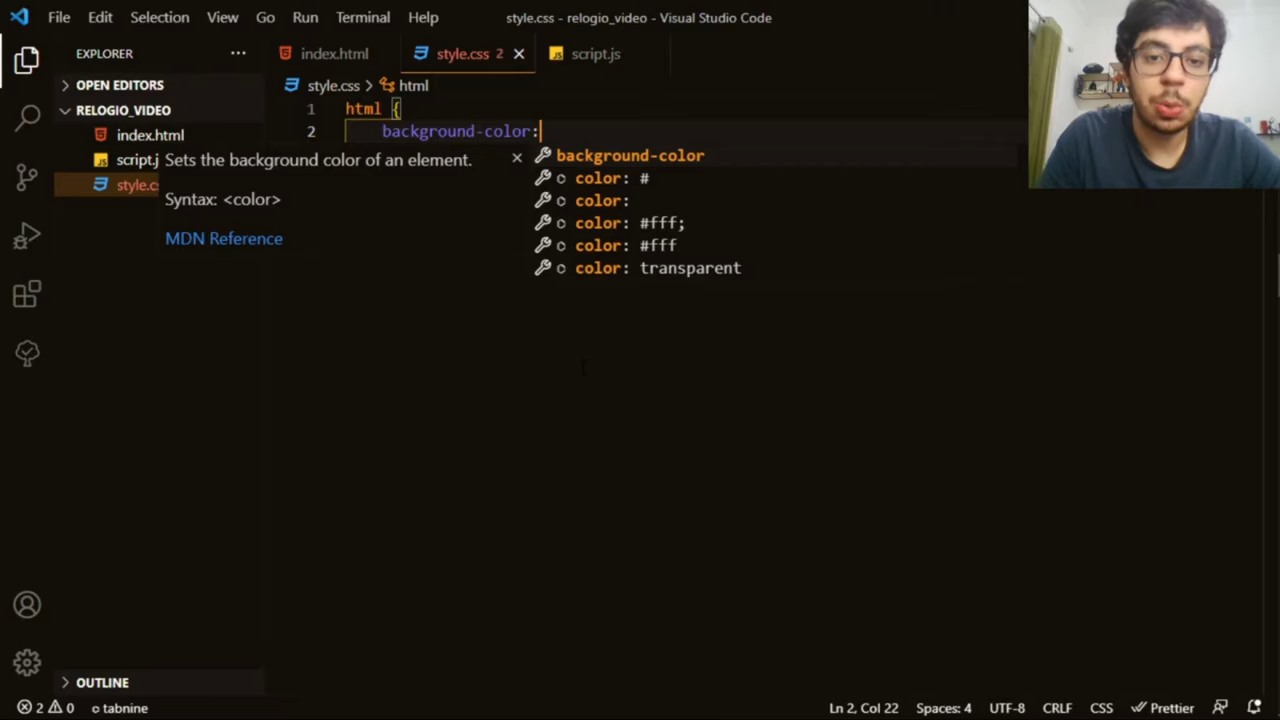 File Edit Selection View Go Run Terminal Help style.css - relogio_video - Visual Studio Code
EXPLORER ··· index.html style.css 2 × JS script.js
OPEN EDITORS
style.css > html
RELOGIO_VIDEO
index.html
JS script.j
style.c
1 html {
2 background-color:
Sets the background color of an element. ×
Syntax: <color>
MDN Reference
background-color
color: #
color:
color: #fff;
color: #fff
color: transparent
OUTLINE
2 0 tabnine Ln 2, Col 22 Spaces: 4 UTF-8 CRLF CSS Prettier